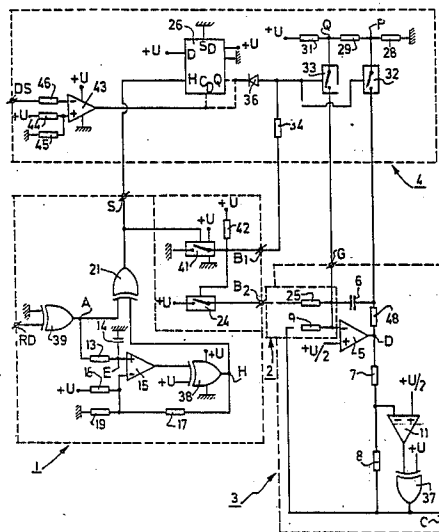 26
+U
S D
D
+U
H C D Q
Q
P
+U
31
29
28
33
32
36
34
DS
46
+U
43
+U
44
45
4
S
+U
42
41
B1
G
21
B2
6
+U
24
25
9
48
39
A
RD
14
13
+U
+U
E
15
38
H
+U
16
19
17
+U/2
5
D
2
7
+U/2
11
+U
8
37
1
3
C